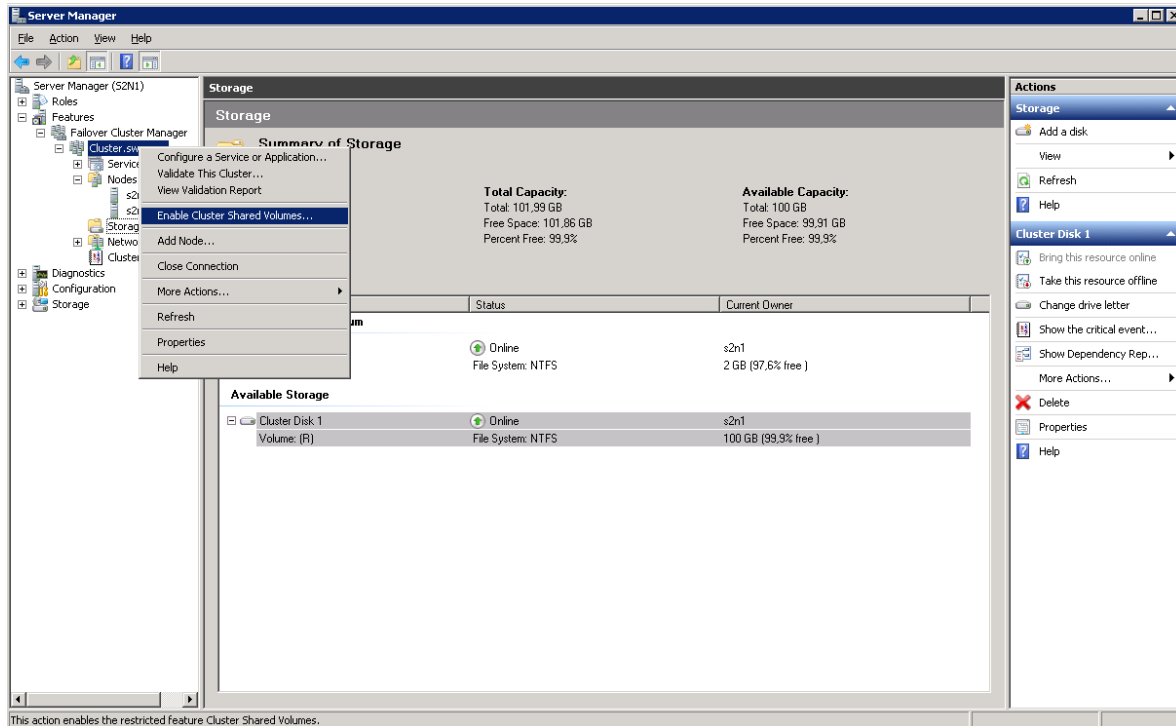 Server Manager
File Action View Help
Server Manager (S2N1)
Roles
Features
Failover Cluster Manager
Cluster.sw
Service
Nodes
Storag
Netwo
Cluster
Diagnostics
Configuration
Storage
Configure a Service or Application...
Validate This Cluster...
View Validation Report
Enable Cluster Shared Volumes...
Add Node...
Close Connection
More Actions...
Refresh
Properties
Help
Storage
Storage
Summary of Storage
Total Capacity:
Total: 101,99 GB
Free Space: 101,86 GB
Percent Free: 99,9%
Available Capacity:
Total: 100 GB
Free Space: 99,91 GB
Percent Free: 99,9%
Status Current Owner
Online s2n1
File System: NTFS 2 GB (97,6% free )
Available Storage
Cluster Disk 1 Online s2n1
Volume: (R) File System: NTFS 100 GB (99,9% free )
Actions
Storage
Add a disk
View
Refresh
Help
Cluster Disk 1
Bring this resource online
Take this resource offline
Change drive letter
Show the critical event...
Show Dependency Rep...
More Actions...
Delete
Properties
Help
This action enables the restricted feature Cluster Shared Volumes.